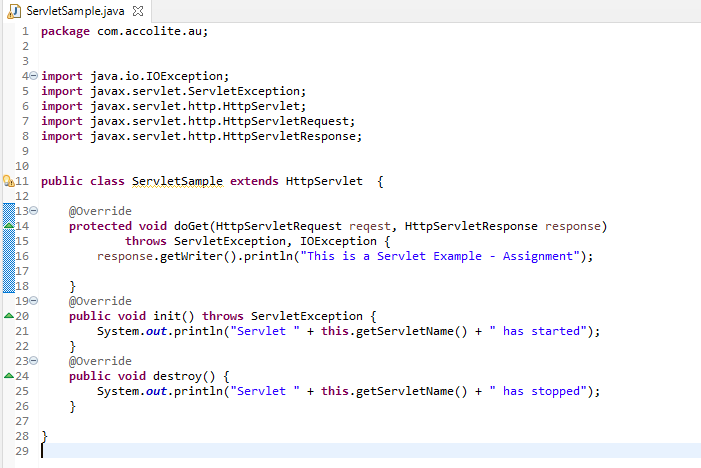 ServletSample.java
1 package com.accolite.au;
2
3
4 import java.io.IOException;
5 import javax.servlet.ServletException;
6 import javax.servlet.http.HttpServlet;
7 import javax.servlet.http.HttpServletRequest;
8 import javax.servlet.http.HttpServletResponse;
9
10
11 public class ServletSample extends HttpServlet  {
12
13     @Override
14     protected void doGet(HttpServletRequest reqest, HttpServletResponse response)
15             throws ServletException, IOException {
16         response.getWriter().println("This is a Servlet Example - Assignment");
17
18     }
19     @Override
20     public void init() throws ServletException {
21         System.out.println("Servlet " + this.getServletName() + " has started");
22     }
23     @Override
24     public void destroy() {
25         System.out.println("Servlet " + this.getServletName() + " has stopped");
26     }
27
28 }
29